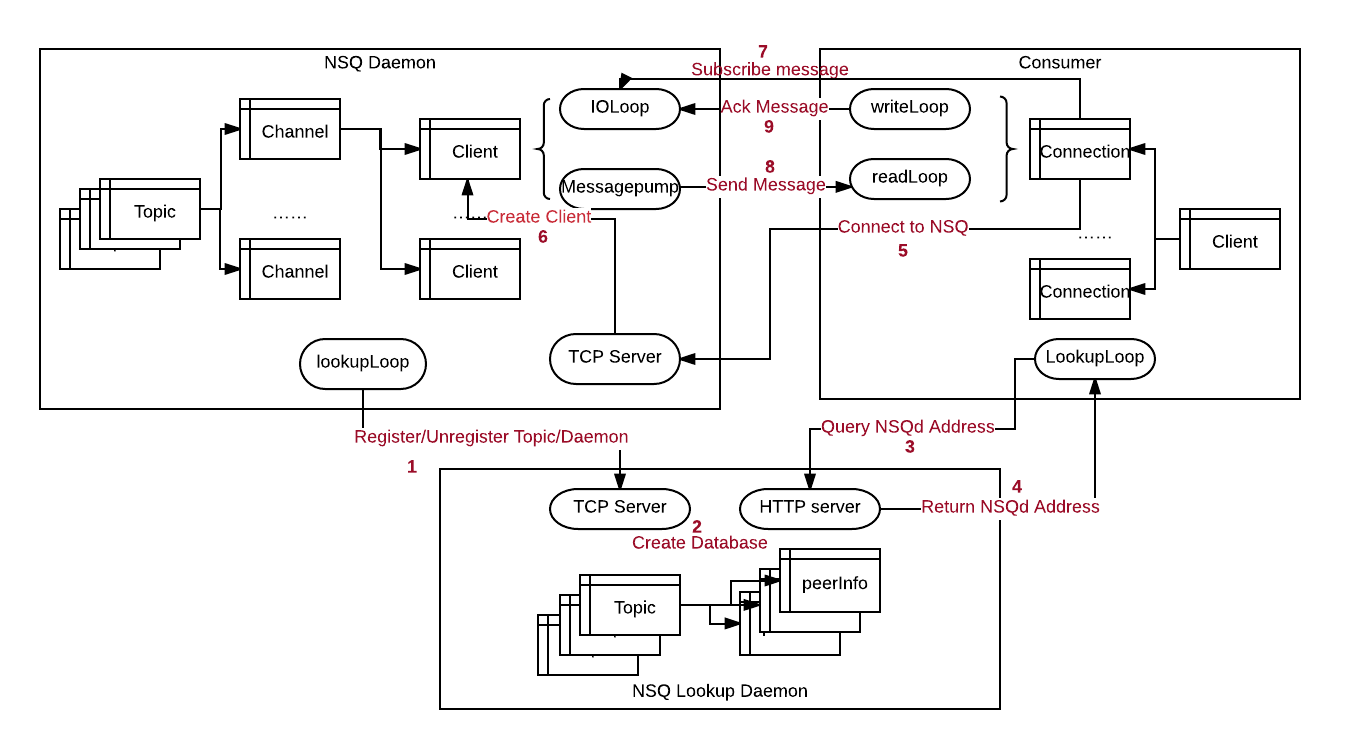 7
NSQ Daemon
Consumer
Subscribe message
IOLoop
Ack Message
writeLoop
9
Channel
Client
Connection
8
Messagepump
Send Message
readLoop
Topic
......
......
Create Client
6
Connect to NSQ
5
......
Client
Channel
Client
Connection
lookupLoop
TCP Server
LookupLoop
Register/Unregister Topic/Daemon
1
Query NSQd Address
3
4
TCP Server
HTTP server
Return NSQd Address
2
Create Database
peerInfo
Topic
NSQ Lookup Daemon